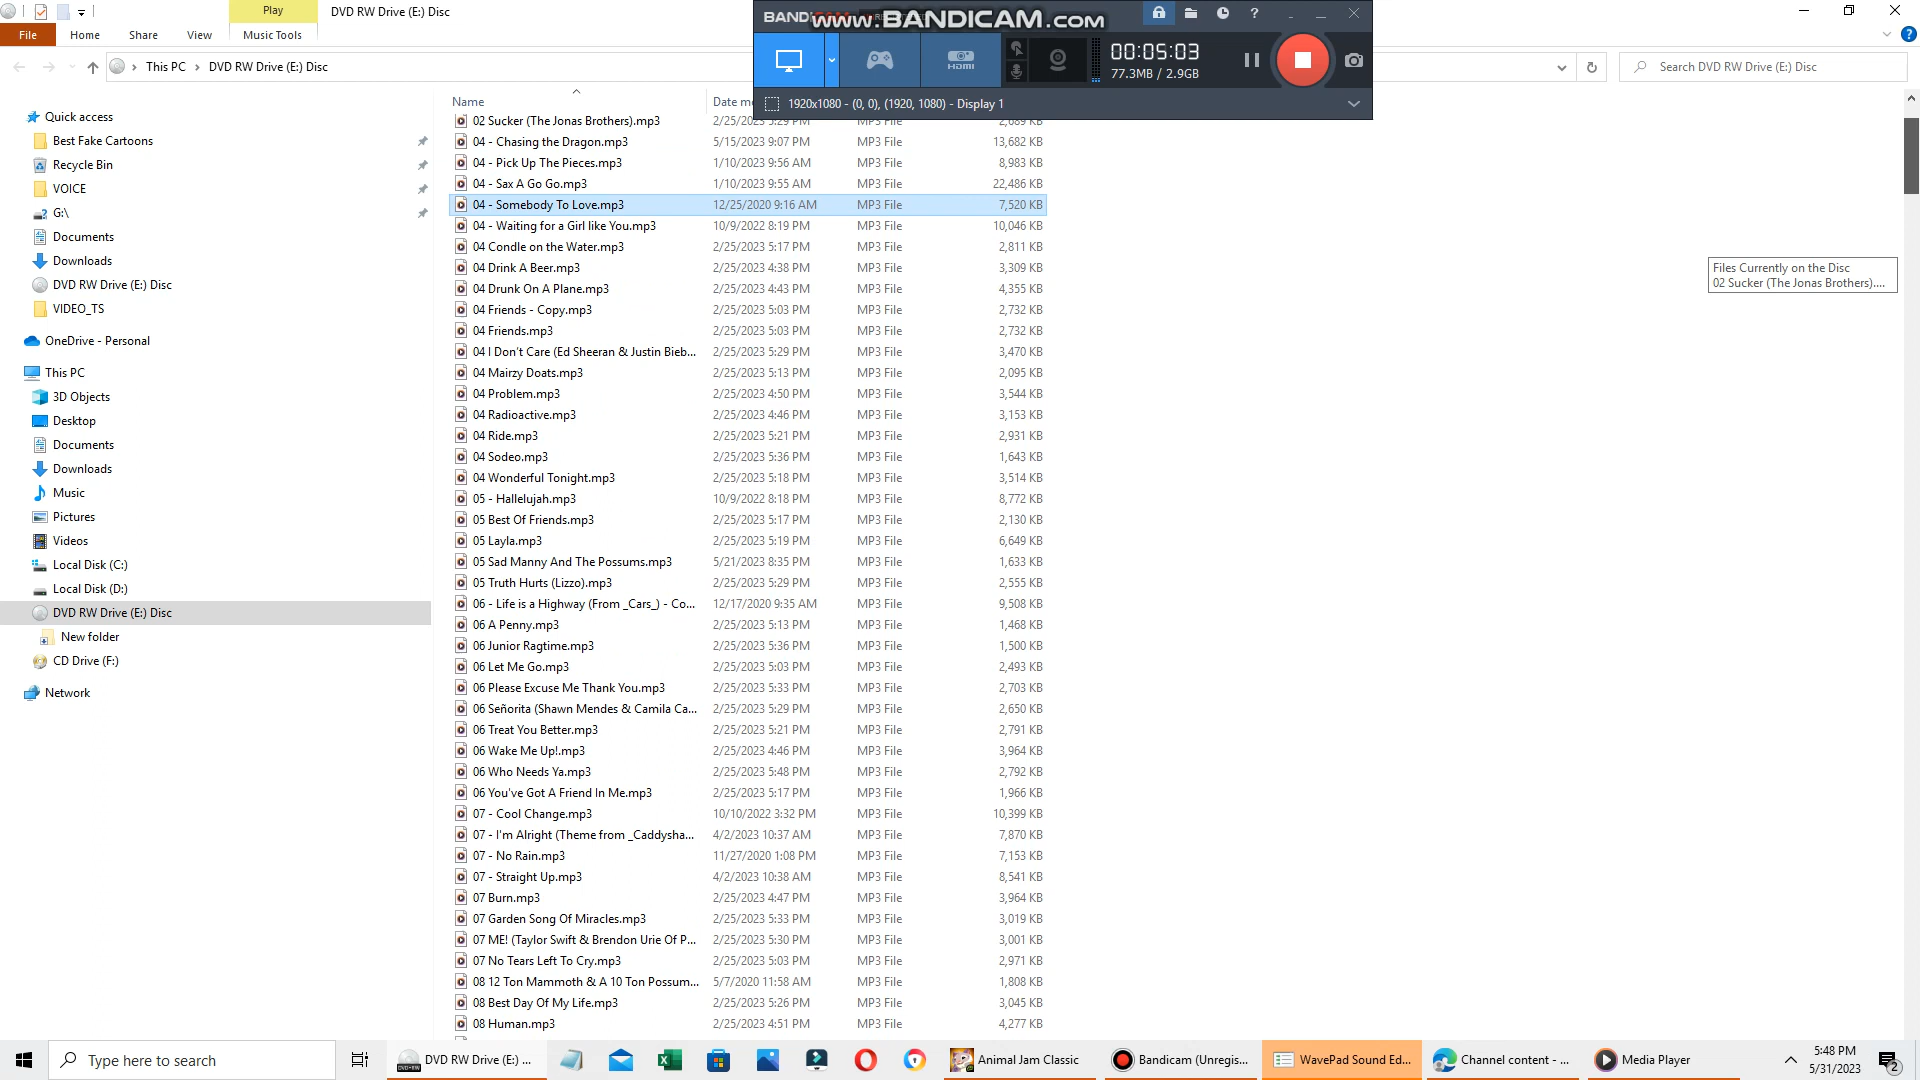 Play
DVD RW Drive (E:) Disc
File
Home
Share
View
Music Tools
This PC
DVD RW Drive (E:) Disc
Search DVD RW Drive (E:) Disc
www.BANDICAM.com
00:05:03
77.3MB / 2.9GB
HDMI
1920x1080 - (0, 0), (1920, 1080) - Display 1
Quick access
Best Fake Cartoons
Recycle Bin
VOICE
G:\
Documents
Downloads
DVD RW Drive (E:) Disc
VIDEO_TS
OneDrive - Personal
This PC
3D Objects
Desktop
Documents
Downloads
Music
Pictures
Videos
Local Disk (C:)
Local Disk (D:)
DVD RW Drive (E:) Disc
New folder
CD Drive (F:)
Network
Name Date
02 Sucker (The Jonas Brothers).mp3 2/25/2023 5:29 PM MP3 File 2,689 KB
04 - Chasing the Dragon.mp3 5/15/2023 9:07 PM MP3 File 13,682 KB
04 - Pick Up The Pieces.mp3 1/10/2023 9:56 AM MP3 File 8,983 KB
04 - Sax A Go Go.mp3 1/10/2023 9:55 AM MP3 File 22,486 KB
04 - Somebody To Love.mp3 12/25/2020 9:16 AM MP3 File 7,520 KB
04 - Waiting for a Girl like You.mp3 10/9/2022 8:19 PM MP3 File 10,046 KB
04 Condle on the Water.mp3 2/25/2023 5:17 PM MP3 File 2,811 KB
04 Drink A Beer.mp3 2/25/2023 4:38 PM MP3 File 3,309 KB
04 Drunk On A Plane.mp3 2/25/2023 4:43 PM MP3 File 4,355 KB
04 Friends - Copy.mp3 2/25/2023 5:03 PM MP3 File 2,732 KB
04 Friends.mp3 2/25/2023 5:03 PM MP3 File 2,732 KB
04 I Don't Care (Ed Sheeran & Justin Bieb... 2/25/2023 5:29 PM MP3 File 3,470 KB
04 Mairzy Doats.mp3 2/25/2023 5:13 PM MP3 File 2,095 KB
04 Problem.mp3 2/25/2023 4:50 PM MP3 File 3,544 KB
04 Radioactive.mp3 2/25/2023 4:46 PM MP3 File 3,153 KB
04 Ride.mp3 2/25/2023 5:21 PM MP3 File 2,931 KB
04 Sodeo.mp3 2/25/2023 5:36 PM MP3 File 1,643 KB
04 Wonderful Tonight.mp3 2/25/2023 5:18 PM MP3 File 3,514 KB
05 - Hallelujah.mp3 10/9/2022 8:18 PM MP3 File 8,772 KB
05 Best Of Friends.mp3 2/25/2023 5:17 PM MP3 File 2,130 KB
05 Layla.mp3 2/25/2023 5:19 PM MP3 File 6,649 KB
05 Sad Manny And The Possums.mp3 5/21/2023 8:35 PM MP3 File 1,633 KB
05 Truth Hurts (Lizzo).mp3 2/25/2023 5:29 PM MP3 File 2,555 KB
06 - Life is a Highway (From _Cars_) - Co... 12/17/2020 9:35 AM MP3 File 9,508 KB
06 A Penny.mp3 2/25/2023 5:13 PM MP3 File 1,468 KB
06 Junior Ragtime.mp3 2/25/2023 5:36 PM MP3 File 1,500 KB
06 Let Me Go.mp3 2/25/2023 5:03 PM MP3 File 2,493 KB
06 Please Excuse Me Thank You.mp3 2/25/2023 5:33 PM MP3 File 2,703 KB
06 Señorita (Shawn Mendes & Camila Ca... 2/25/2023 5:29 PM MP3 File 2,650 KB
06 Treat You Better.mp3 2/25/2023 5:21 PM MP3 File 2,791 KB
06 Wake Me Up!.mp3 2/25/2023 4:46 PM MP3 File 3,964 KB
06 Who Needs Ya.mp3 2/25/2023 5:48 PM MP3 File 2,792 KB
06 You've Got A Friend In Me.mp3 2/25/2023 5:17 PM MP3 File 1,966 KB
07 - Cool Change.mp3 10/10/2022 3:32 PM MP3 File 10,399 KB
07 - I'm Alright (Theme from _Caddysha... 4/2/2023 10:37 AM MP3 File 7,870 KB
07 - No Rain.mp3 11/27/2020 1:08 PM MP3 File 7,153 KB
07 - Straight Up.mp3 4/2/2023 10:38 AM MP3 File 8,541 KB
07 Burn.mp3 2/25/2023 4:47 PM MP3 File 3,964 KB
07 Garden Song Of Miracles.mp3 2/25/2023 5:33 PM MP3 File 3,019 KB
07 ME! (Taylor Swift & Brendon Urie Of P... 2/25/2023 5:30 PM MP3 File 3,001 KB
07 No Tears Left To Cry.mp3 2/25/2023 5:03 PM MP3 File 2,971 KB
08 12 Ton Mammoth & A 10 Ton Possum... 5/7/2020 11:58 AM MP3 File 1,808 KB
08 Best Day Of My Life.mp3 2/25/2023 5:26 PM MP3 File 3,045 KB
08 Human.mp3 2/25/2023 4:51 PM MP3 File 4,277 KB
Files Currently on the Disc
02 Sucker (The Jonas Brothers)....
Type here to search
DVD RW Drive (E:) ...
Animal Jam Classic
Bandicam (Unregis...
WavePad Sound Ed...
Channel content - ...
Media Player
5:48 PM
5/31/2023
2